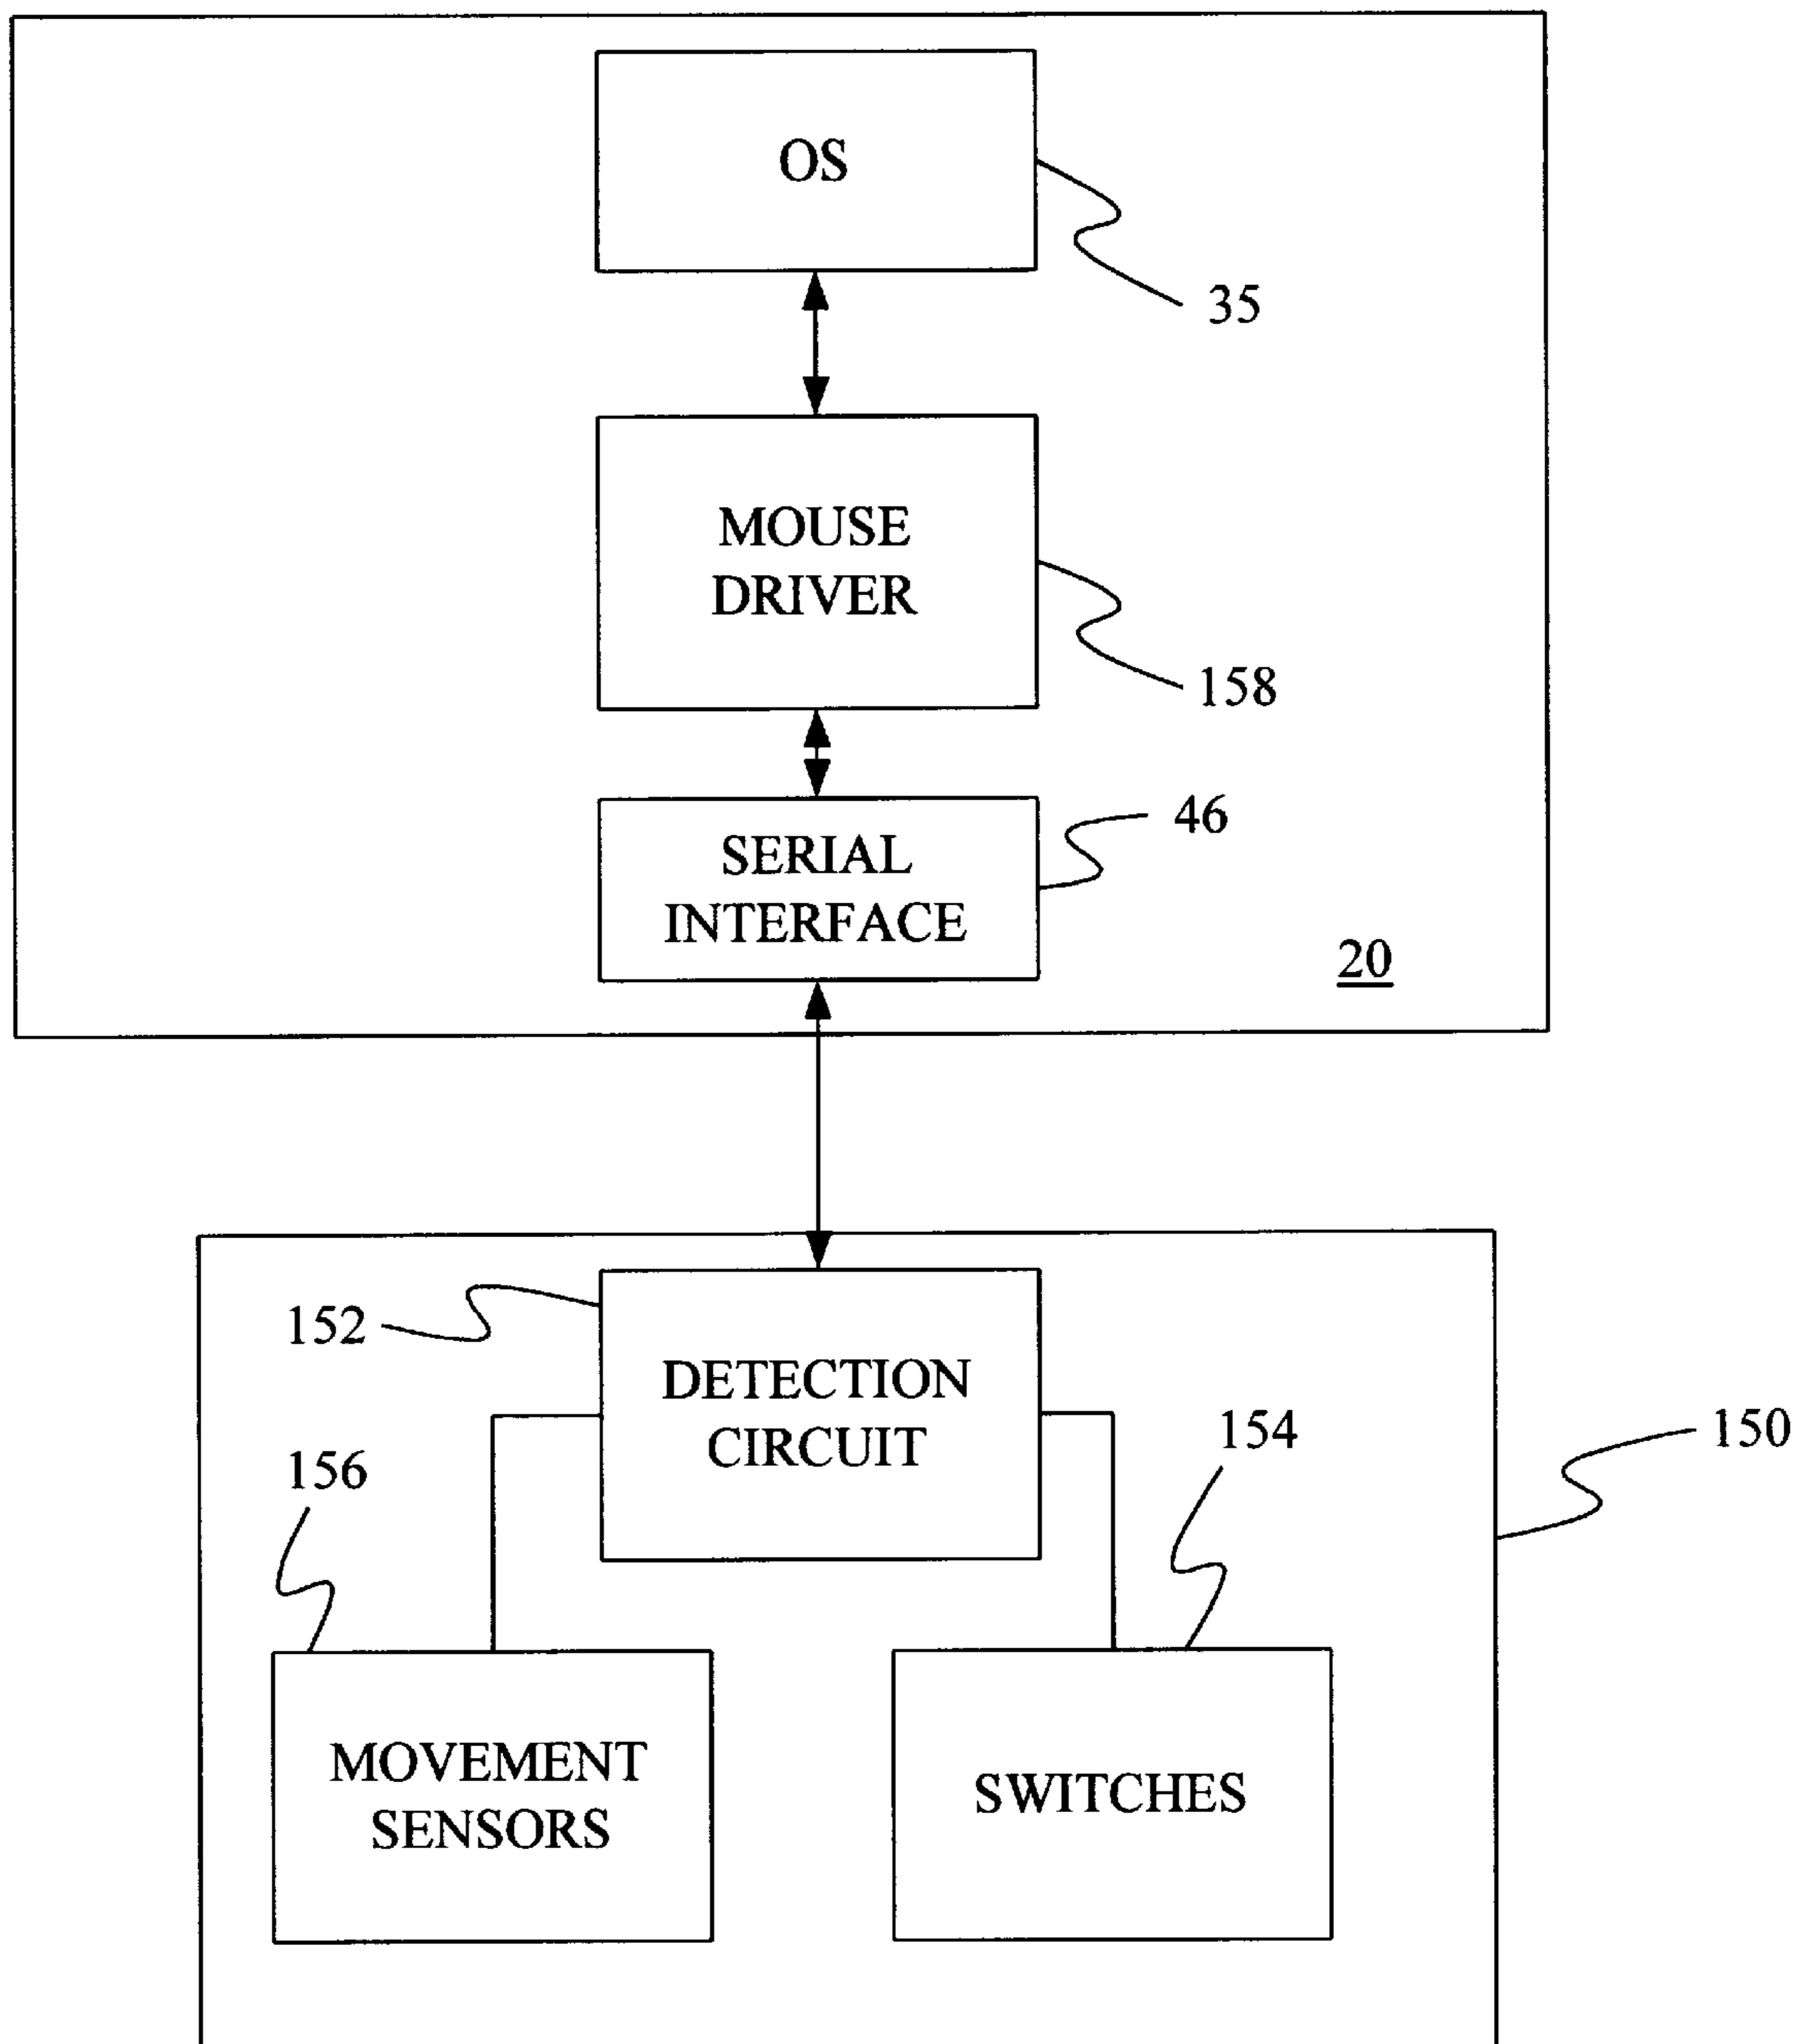 OS
35
MOUSE
DRIVER
158
46
SERIAL
INTERFACE
20
152
DETECTION
CIRCUIT
154
150
156
MOVEMENT
SENSORS
SWITCHES